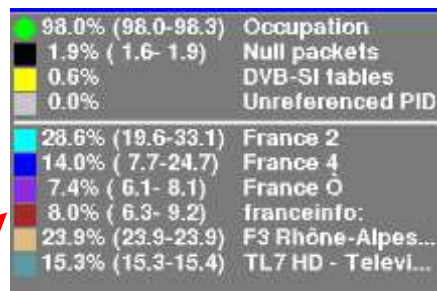 98.0% (98.0-98.3) Occupation
1.9% ( 1.6- 1.9) Null packets
0.6% DVB-SI tables
0.0% Unreferenced PID
28.6% (19.6-33.1) France 2
14.0% ( 7.7-24.7) France 4
7.4% ( 6.1- 8.1) France Ô
8.0% ( 6.3- 9.2) franceinfo:
23.9% (23.9-23.9) F3 Rhône-Alpes...
15.3% (15.3-15.4) TL7 HD - Televi...